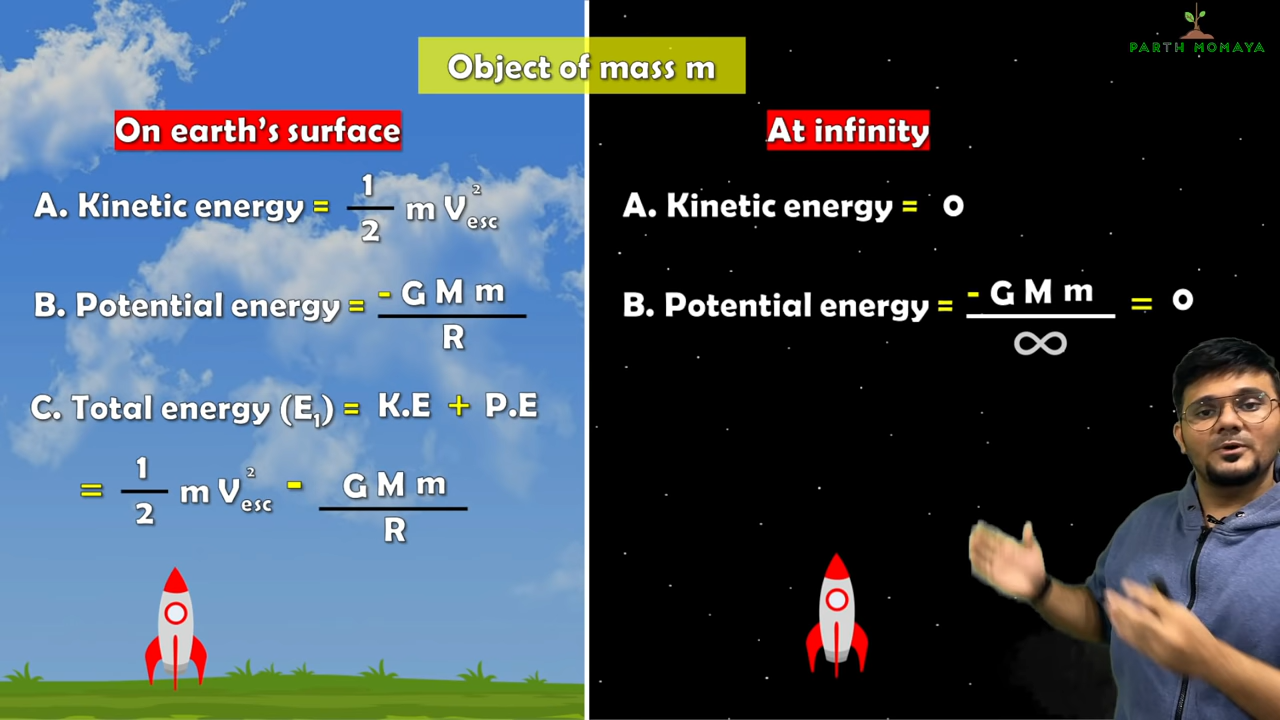 PARTH MOMAYA
Object of mass m
On earth's surface
A. Kinetic energy = 1/2 m V²esc
B. Potential energy = - G M m / R
C. Total energy (E₁) = K.E + P.E
= 1/2 m V²esc - G M m / R
At infinity
A. Kinetic energy = 0
B. Potential energy = - G M m / ∞ = 0